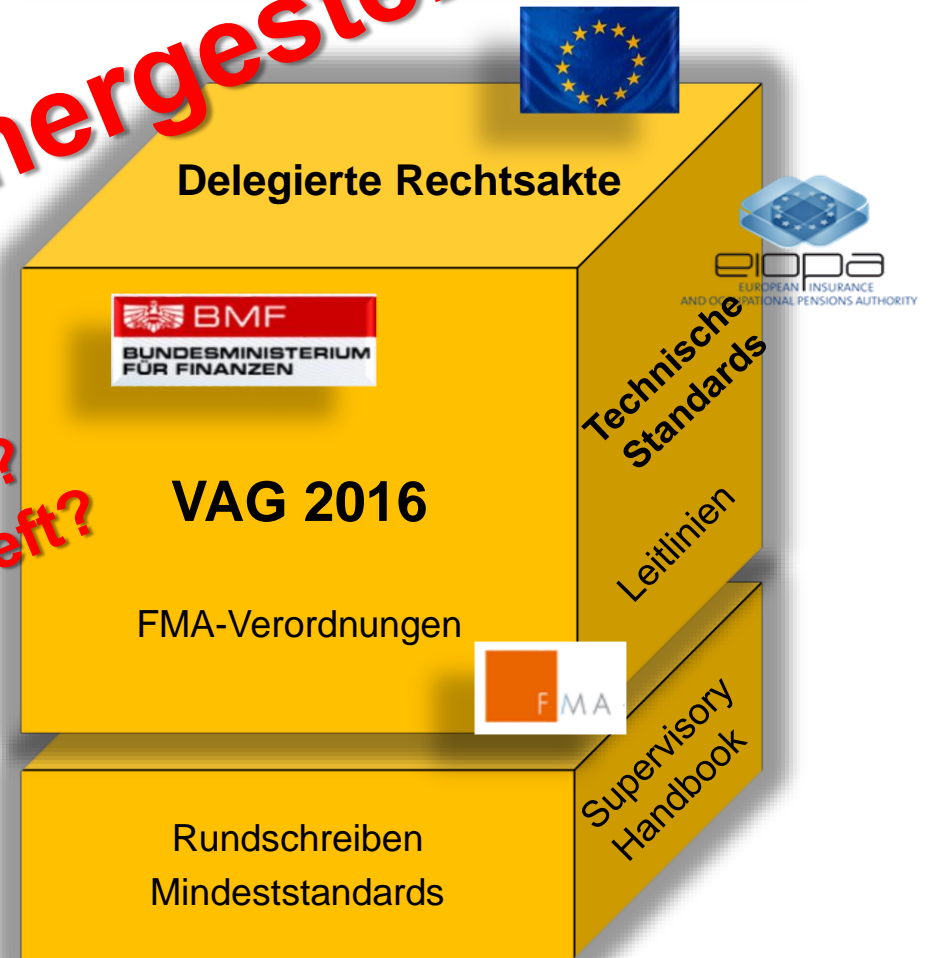 Delegierte Rechtsakte
eiopa
EUROPEAN INSURANCE
AND OCCUPATIONAL PENSIONS AUTHORITY
BMF
BUNDESMINISTERIUM
FÜR FINANZEN
Technische
Standards
VAG 2016
Leitlinien
FMA-Verordnungen
FMA
Supervisory
Handbook
Rundschreiben
Mindeststandards